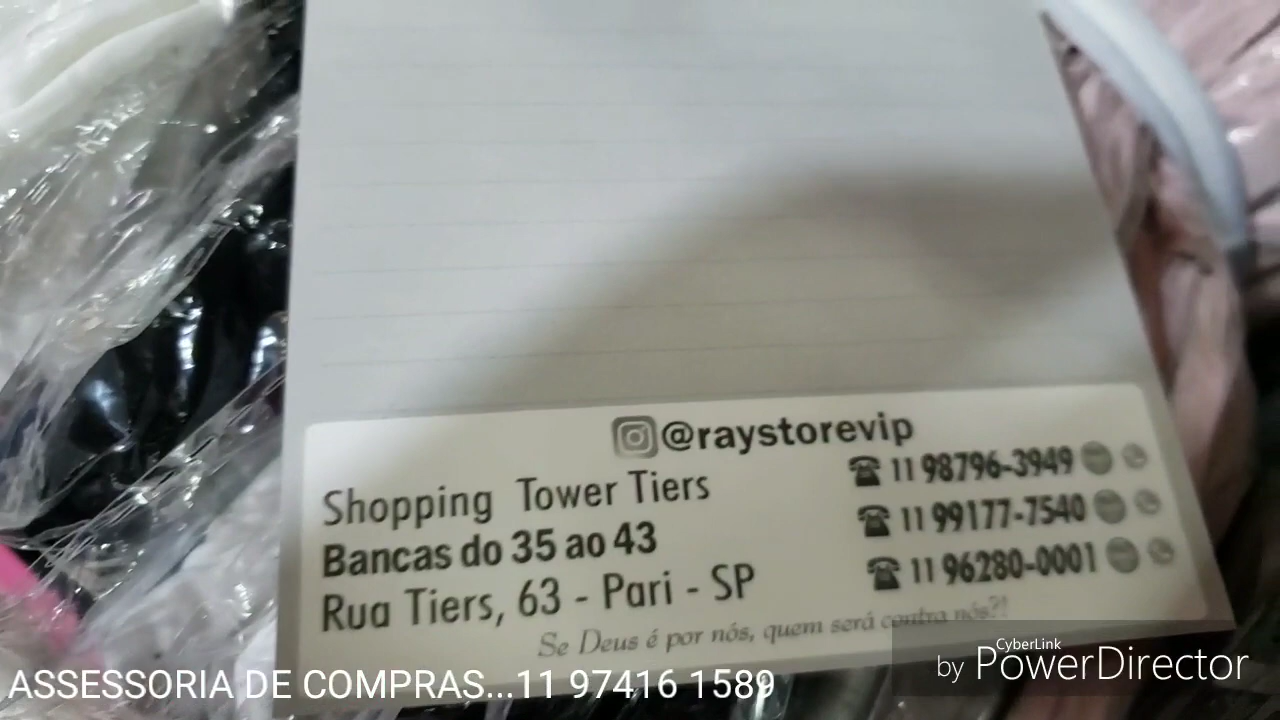 @raystorevip
Shopping Tower Tiers
Bancas do 35 ao 43
Rua Tiers, 63 - Pari - SP
11 98796-3949
11 99177-7540
11 96280-0001
Se Deus é por nós, quem será contra nós?!
ASSESSORIA DE COMPRAS...11 97416 1589
CyberLink
by PowerDirector